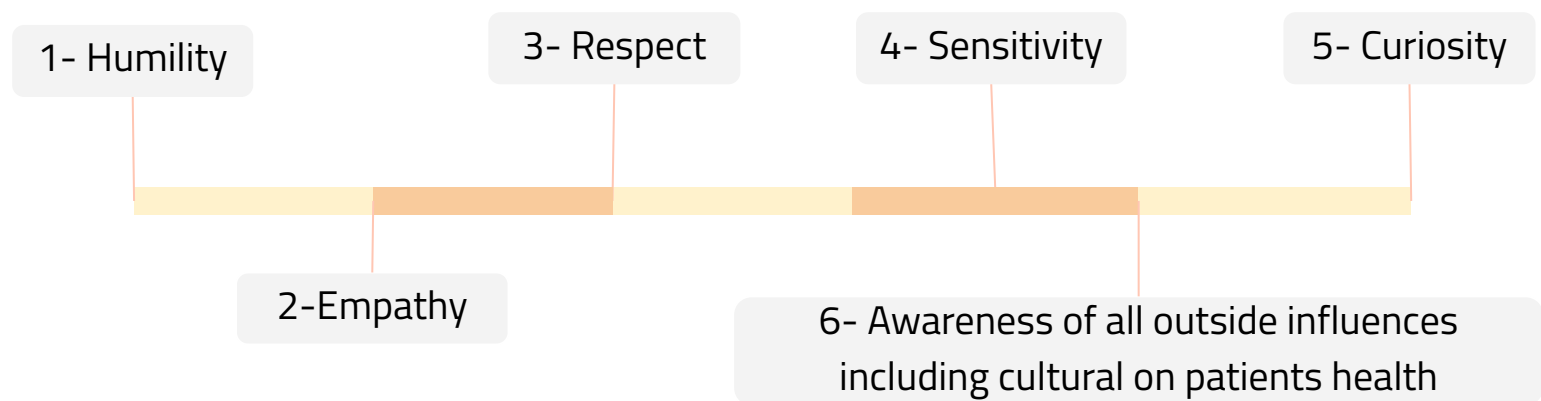 1- Humility
2-Empathy
3- Respect
4- Sensitivity
5- Curiosity
6- Awareness of all outside influences
including cultural on patients health